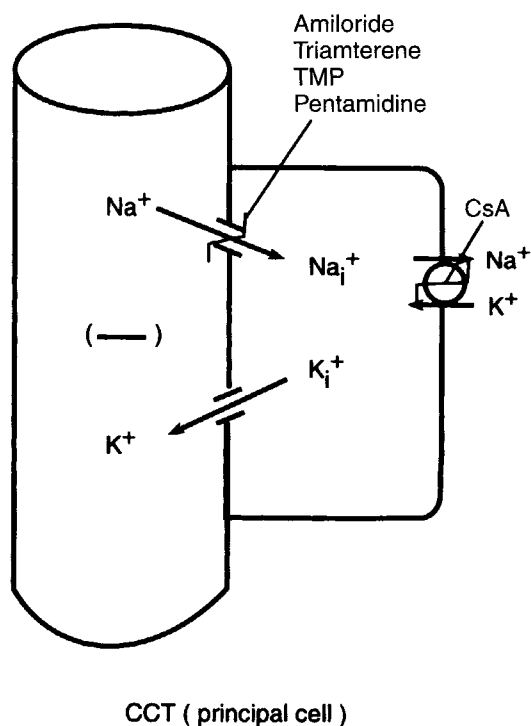 Amiloride
Triamterene
TMP
Pentamidine
CsA
Na⁺
Naᵢ⁺
Na⁺
K⁺
(—)
Kᵢ⁺
K⁺
CCT ( principal cell )